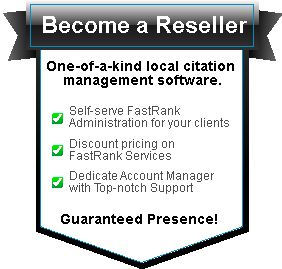 Become a Reseller
One-of-a-kind local citation
management software.
Self-serve FastRank
Administration for your clients
Discount pricing on
FastRank Services
Dedicate Account Manager
with Top-notch Support
Guaranteed Presence!